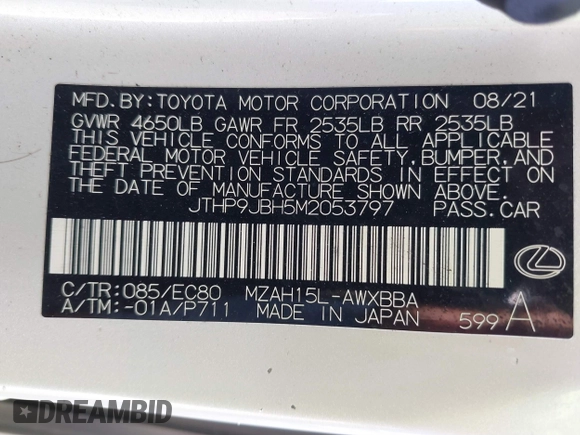 MFD.BY:TOYOTA MOTOR CORPORATION 08/21
GVWR 4650LB GAWR FR 2535LB RR 2535LB
THIS VEHICLE CONFORMS TO ALL APPLICABLE
FEDERAL MOTOR VEHICLE SAFETY, BUMPER, AND
THEFT PREVENTION STANDARDS IN EFFECT ON
THE DATE OF MANUFACTURE SHOWN ABOVE.
JTHP9JBH5M2053797 PASS.CAR
C/TR:085/EC80 MZAH15L-AWXBBA
A/TM:-01A/P711 MADE IN JAPAN 599 A
DREAMBID